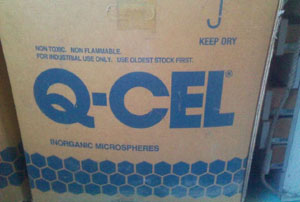 KEEP DRY
NON TOXIC. NON FLAMMABLE.
FOR INDUSTRIAL USE ONLY. USE OLDEST STOCK FIRST.
Q-CEL®
INORGANIC MICROSPHERES